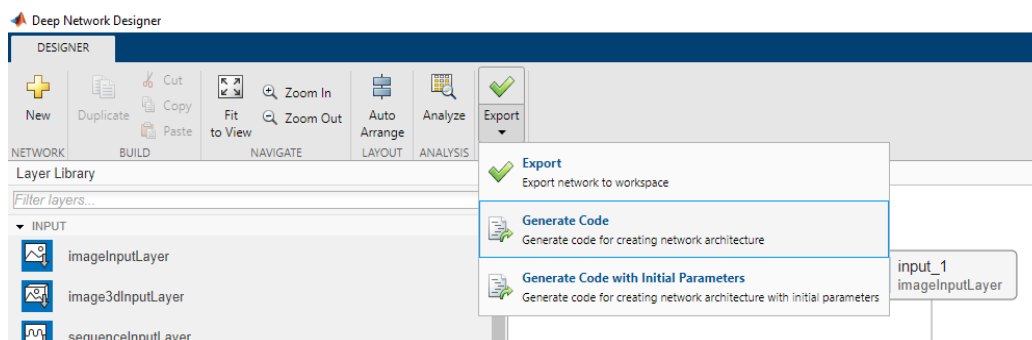 Deep Network Designer
DESIGNER
New
Duplicate
Cut
Copy
Paste
Fit
to View
Zoom In
Zoom Out
Auto
Arrange
Analyze
Export
NETWORK
BUILD
NAVIGATE
LAYOUT
ANALYSIS
Layer Library
Filter layers...
INPUT
imageInputLayer
image3dInputLayer
sequenceInputLayer
Export
Export network to workspace
Generate Code
Generate code for creating network architecture
Generate Code with Initial Parameters
Generate code for creating network architecture with initial parameters
input_1
imageInputLayer